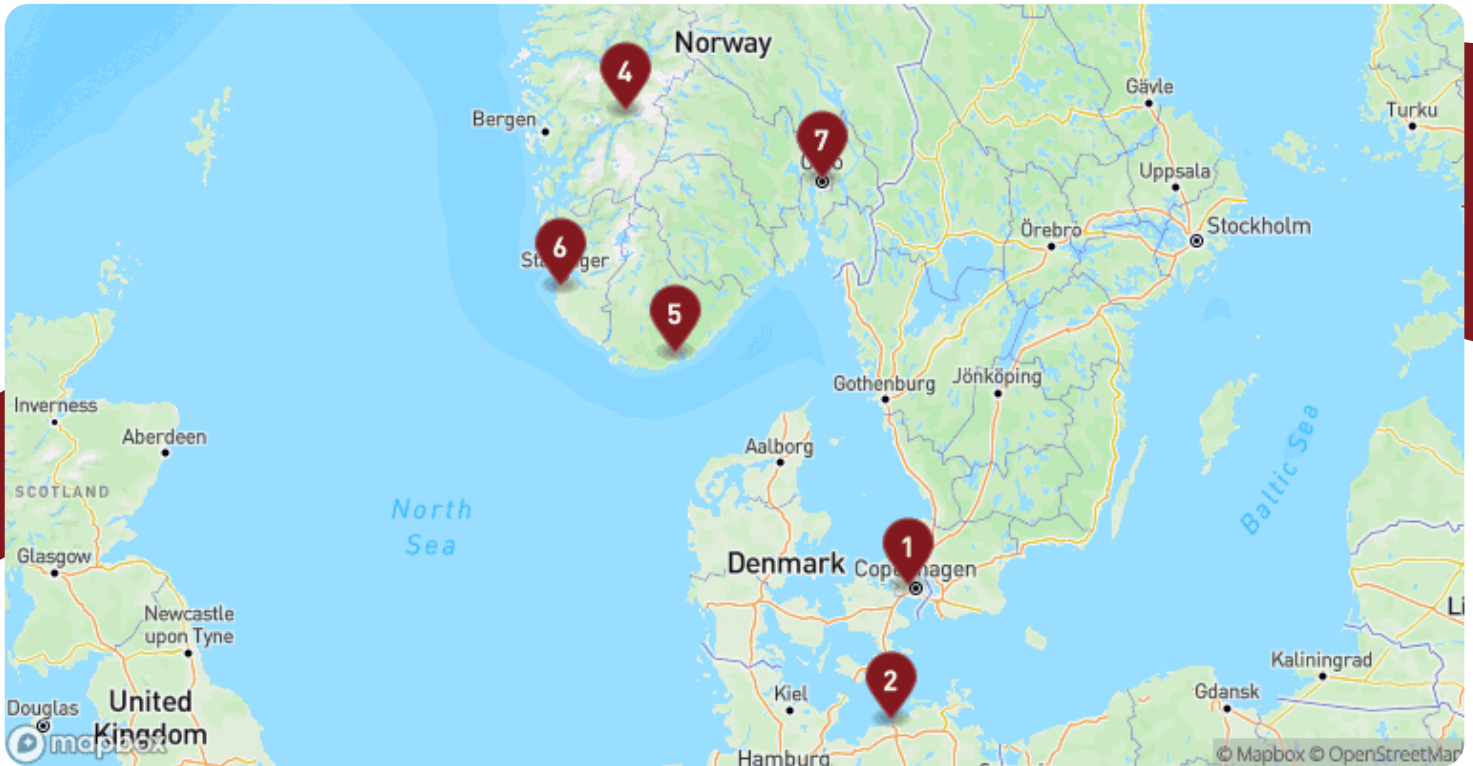 Norway
4
Gävle
Turku
Bergen
7
Uppsala
Stockholm
Örebro
6
5
Gothenburg
Jönköping
Inverness
Aberdeen
Aalborg
SCOTLAND
Baltic Sea
North
Sea
1
Glasgow
Denmark
Newcastle
upon Tyne
2
Kaliningrad
Kiel
Gdansk
United
Kingdom
Douglas
mapbox
Hamburg
© Mapbox © OpenStreetMap